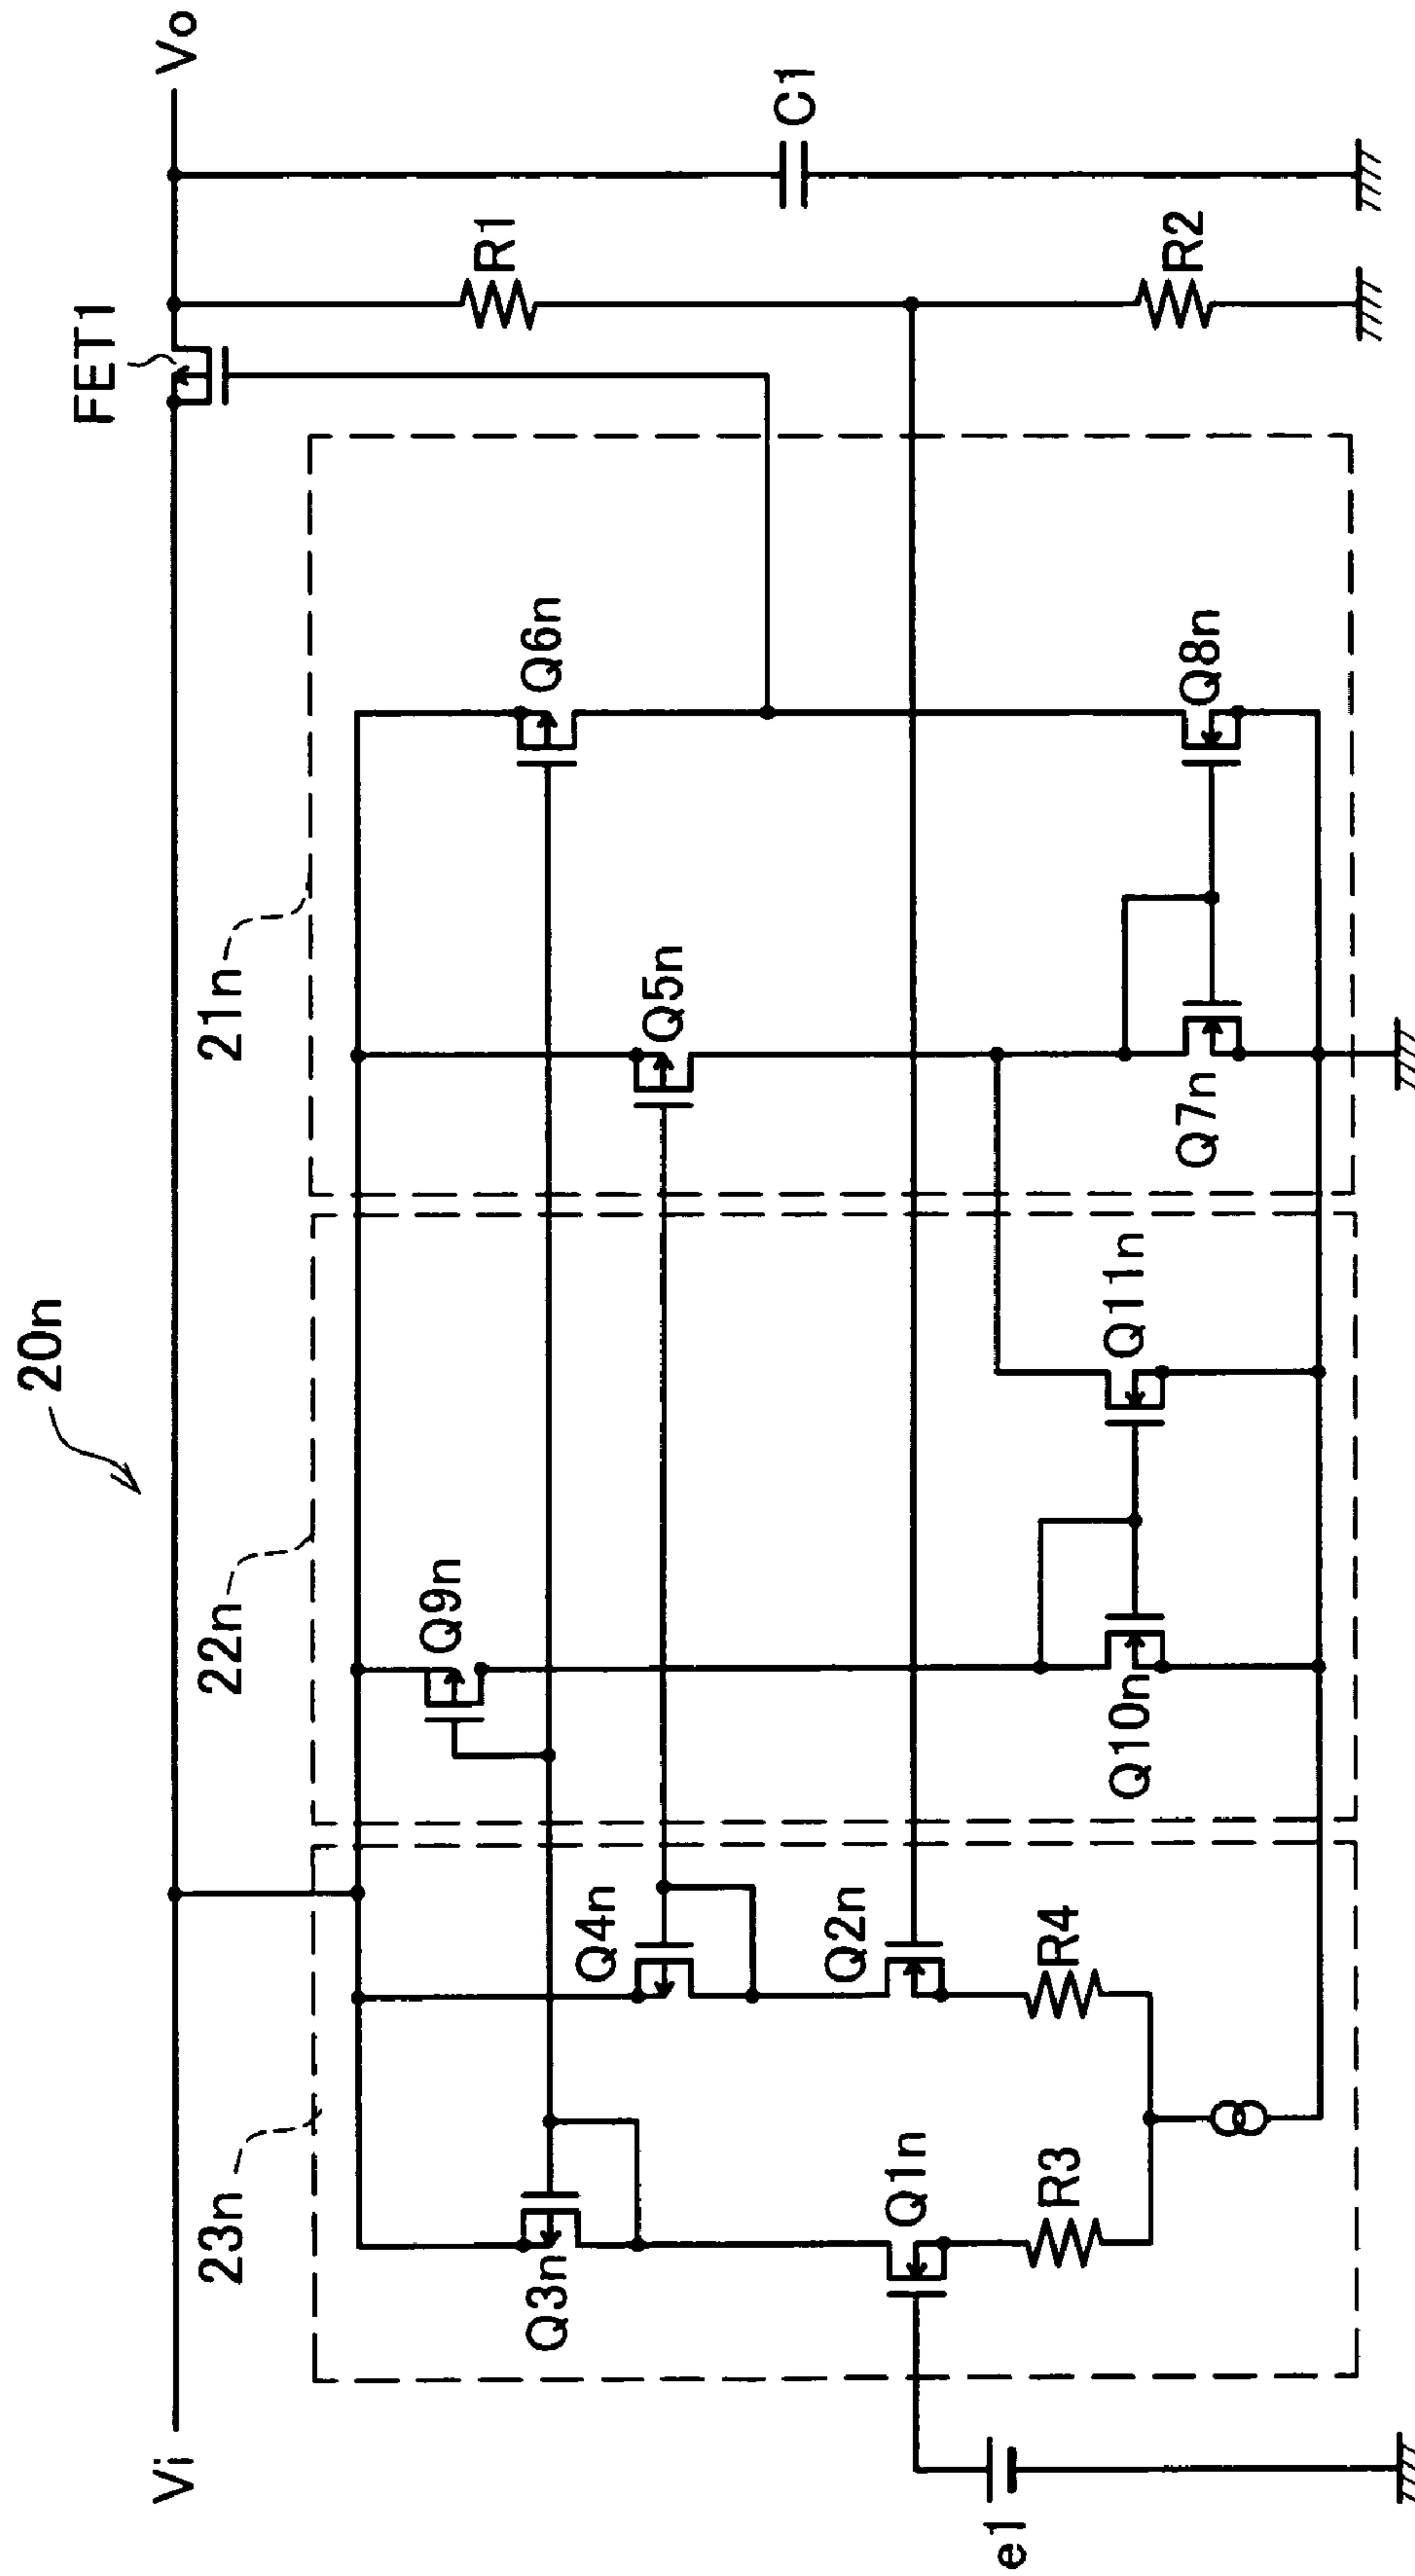 20n
Vi
Vo
FET1
23n
22n
21n
Q3n
Q4n
Q9n
Q5n
Q6n
R1
C1
Q1n
Q2n
e1
R3
R4
Q10n
Q11n
Q7n
Q8n
R2